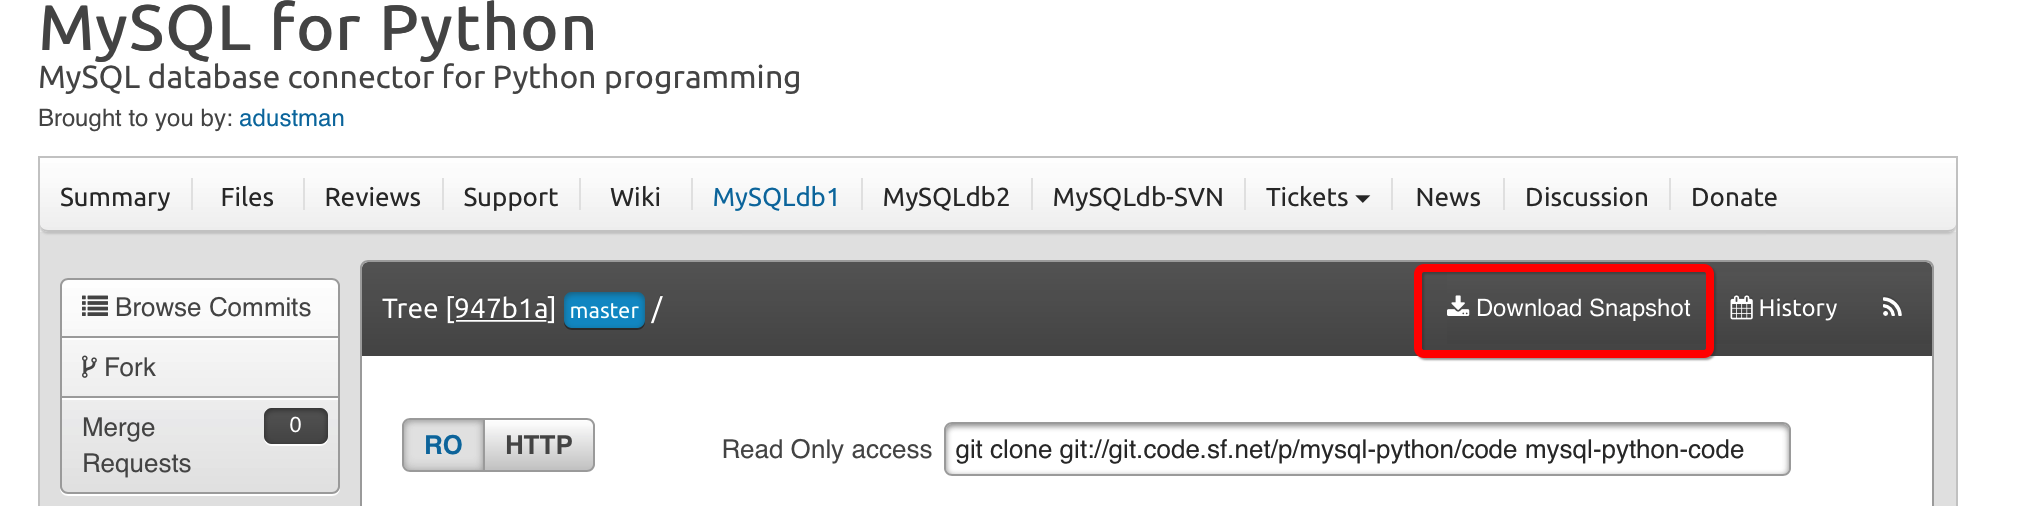 MySQL for Python
MySQL database connector for Python programming
Brought to you by: adustman
Summary Files Reviews Support Wiki MySQLdb1 MySQLdb2 MySQLdb-SVN Tickets News Discussion Donate
Browse Commits
Fork
Merge Requests 0
Tree [947b1a] master / Download Snapshot History
RO HTTP Read Only access git clone git://git.code.sf.net/p/mysql-python/code mysql-python-code